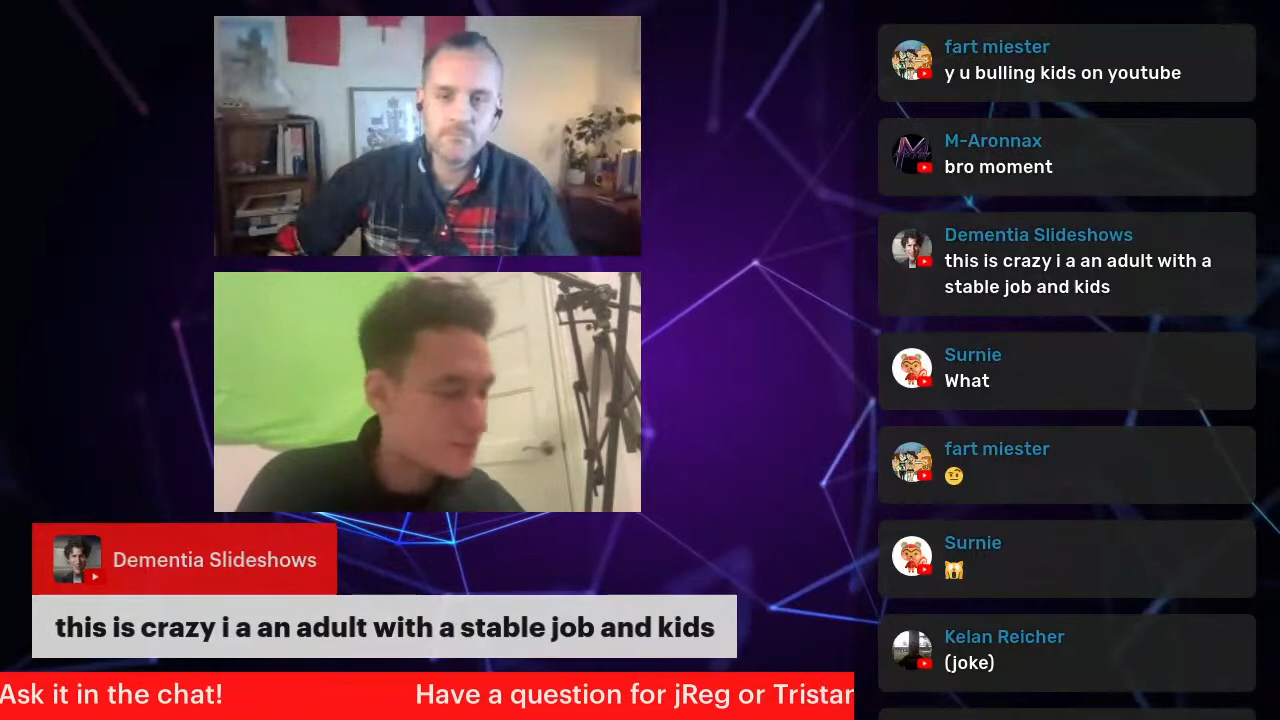 fart miester
y u bulling kids on youtube
M-Aronnax
bro moment
Dementia Slideshows
this is crazy i a an adult with a
stable job and kids
Surnie
What
fart miester
Surnie
Kelan Reicher
(joke)
Dementia Slideshows
this is crazy i a an adult with a stable job and kids
Ask it in the chat! Have a question for jReg or Tristar